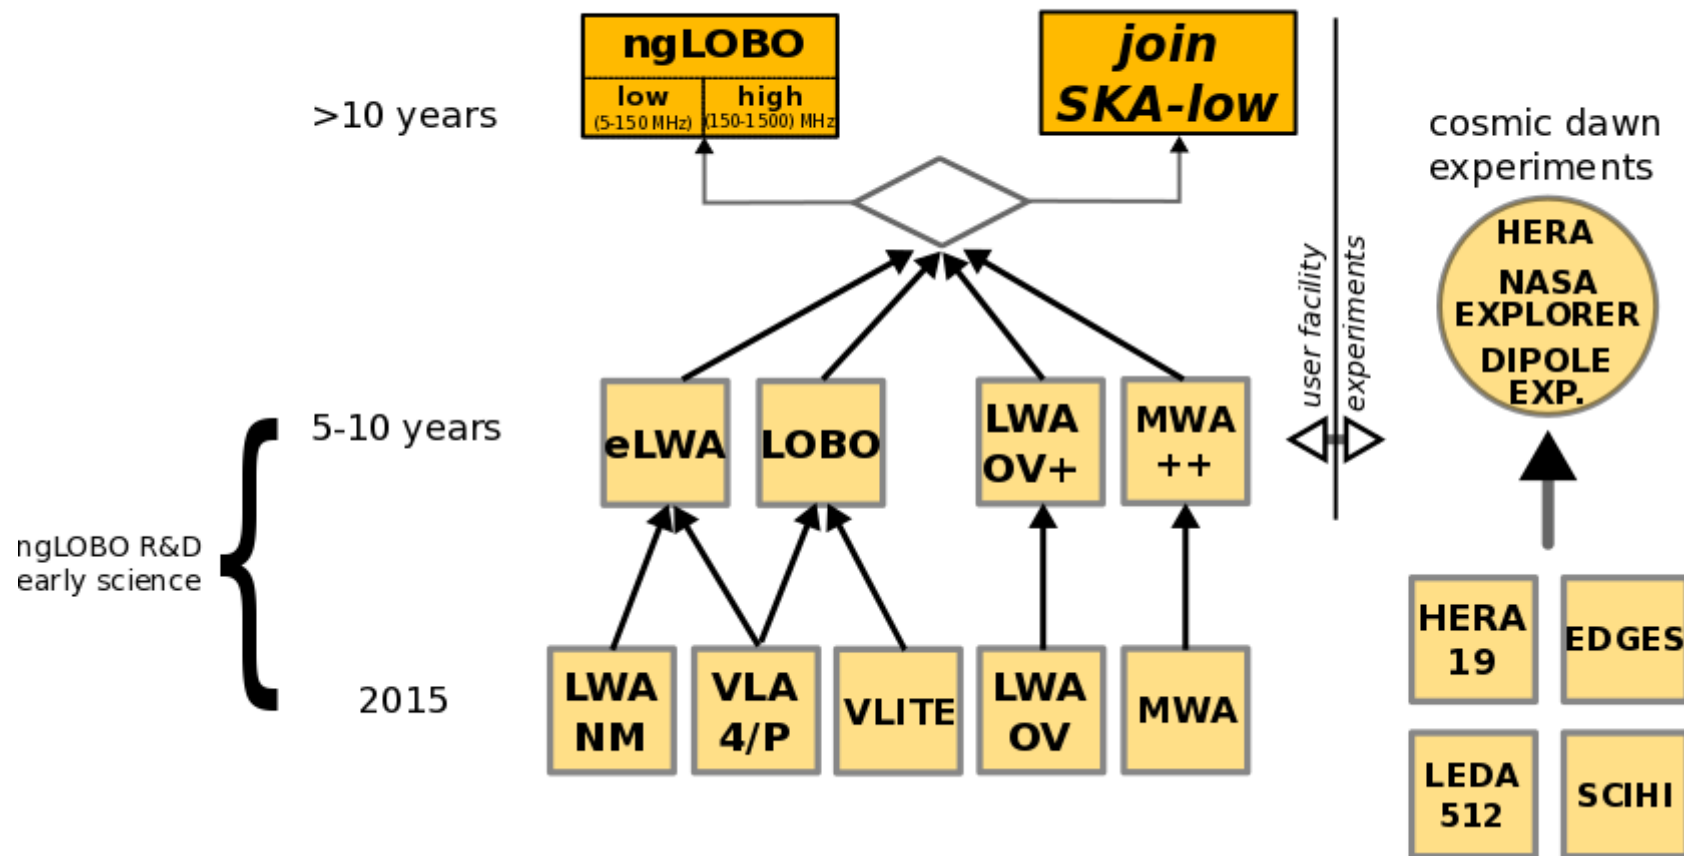 ngLOBO
low
(5-150 MHz)
high
(150-1500) MHz
join
SKA-low
>10 years
cosmic dawn
experiments
HERA
NASA
EXPLORER
DIPOLE
EXP.
user facility
experiments
5-10 years
eLWA
LOBO
LWA
OV+
MWA
++
ngLOBO R&D
early science
2015
LWA
NM
VLA
4/P
VLITE
LWA
OV
MWA
HERA
19
EDGES
LEDA
512
SCIHI